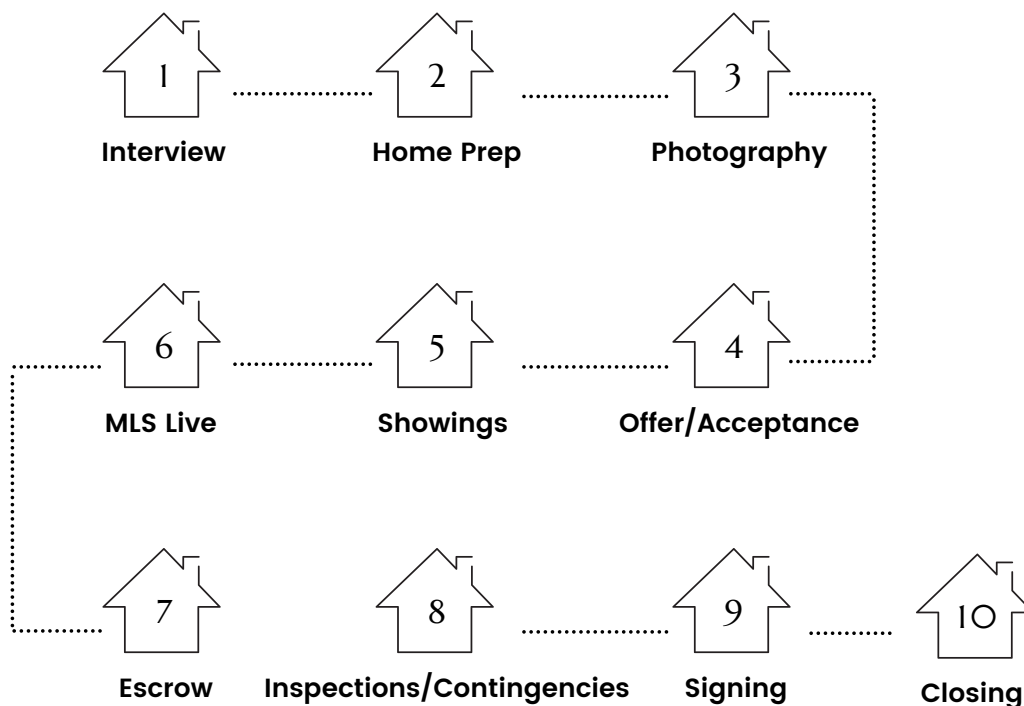 1
2
3
Interview
Home Prep
Photography
6
5
4
MLS Live
Showings
Offer/Acceptance
7
8
9
10
Escrow
Inspections/Contingencies
Signing
Closing